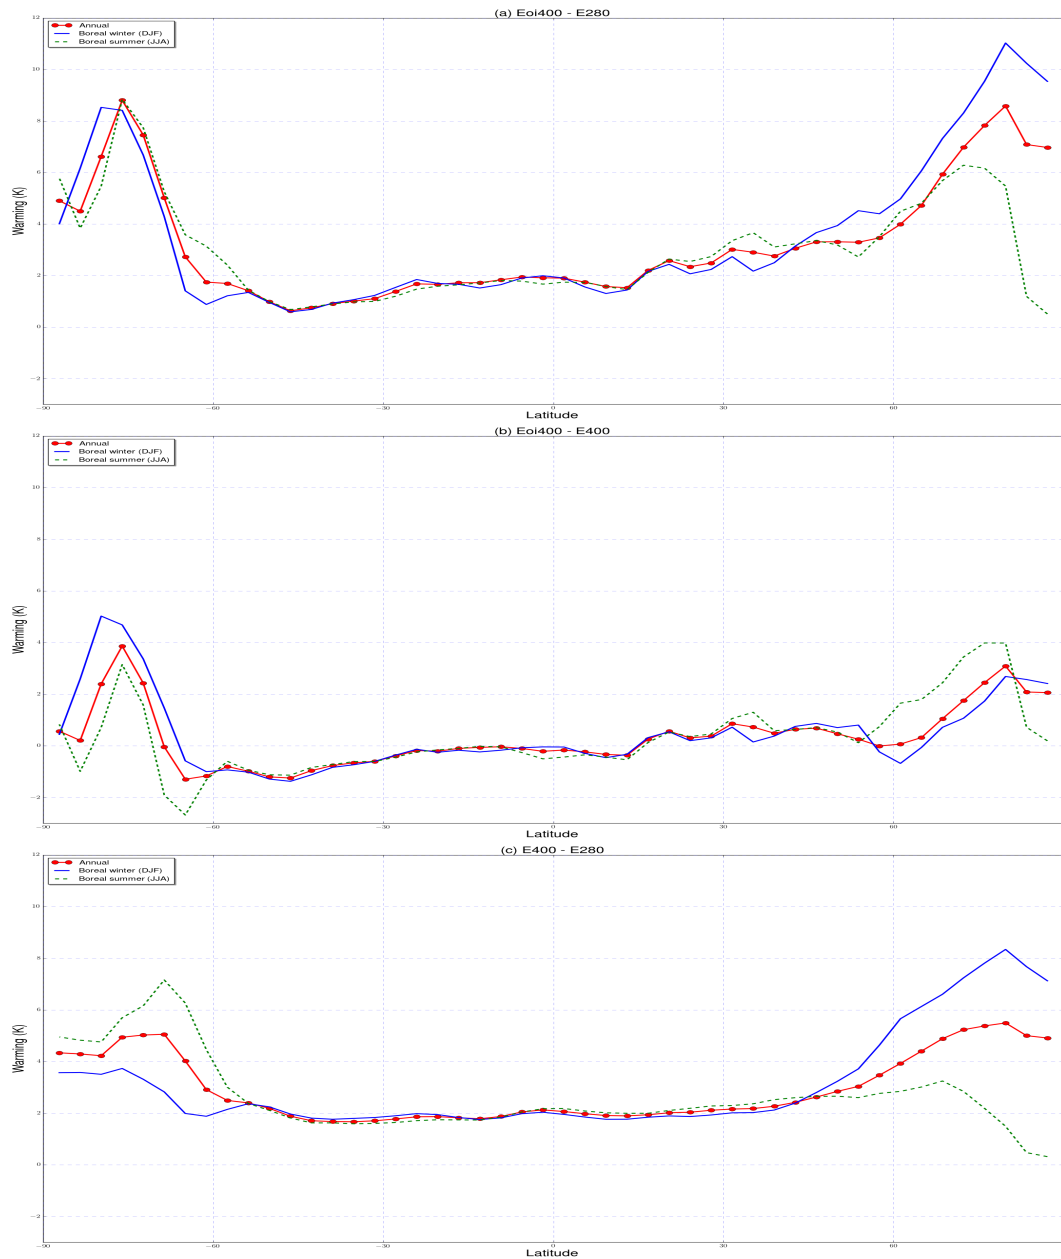 (a) Eoi400 - E280
Annual
Boreal winter (DJF)
Boreal summer (JJA)
Warming (K)
12
10
8
6
4
2
0
−2
−90
−60
−30
0
30
60
Latitude
(b) Eoi400 - E400
Annual
Boreal winter (DJF)
Boreal summer (JJA)
Warming (K)
12
10
8
6
4
2
0
−2
−90
−60
−30
0
30
60
Latitude
(c) E400 - E280
Annual
Boreal winter (DJF)
Boreal summer (JJA)
Warming (K)
12
10
8
6
4
2
0
−2
−90
−60
−30
0
30
60
Latitude